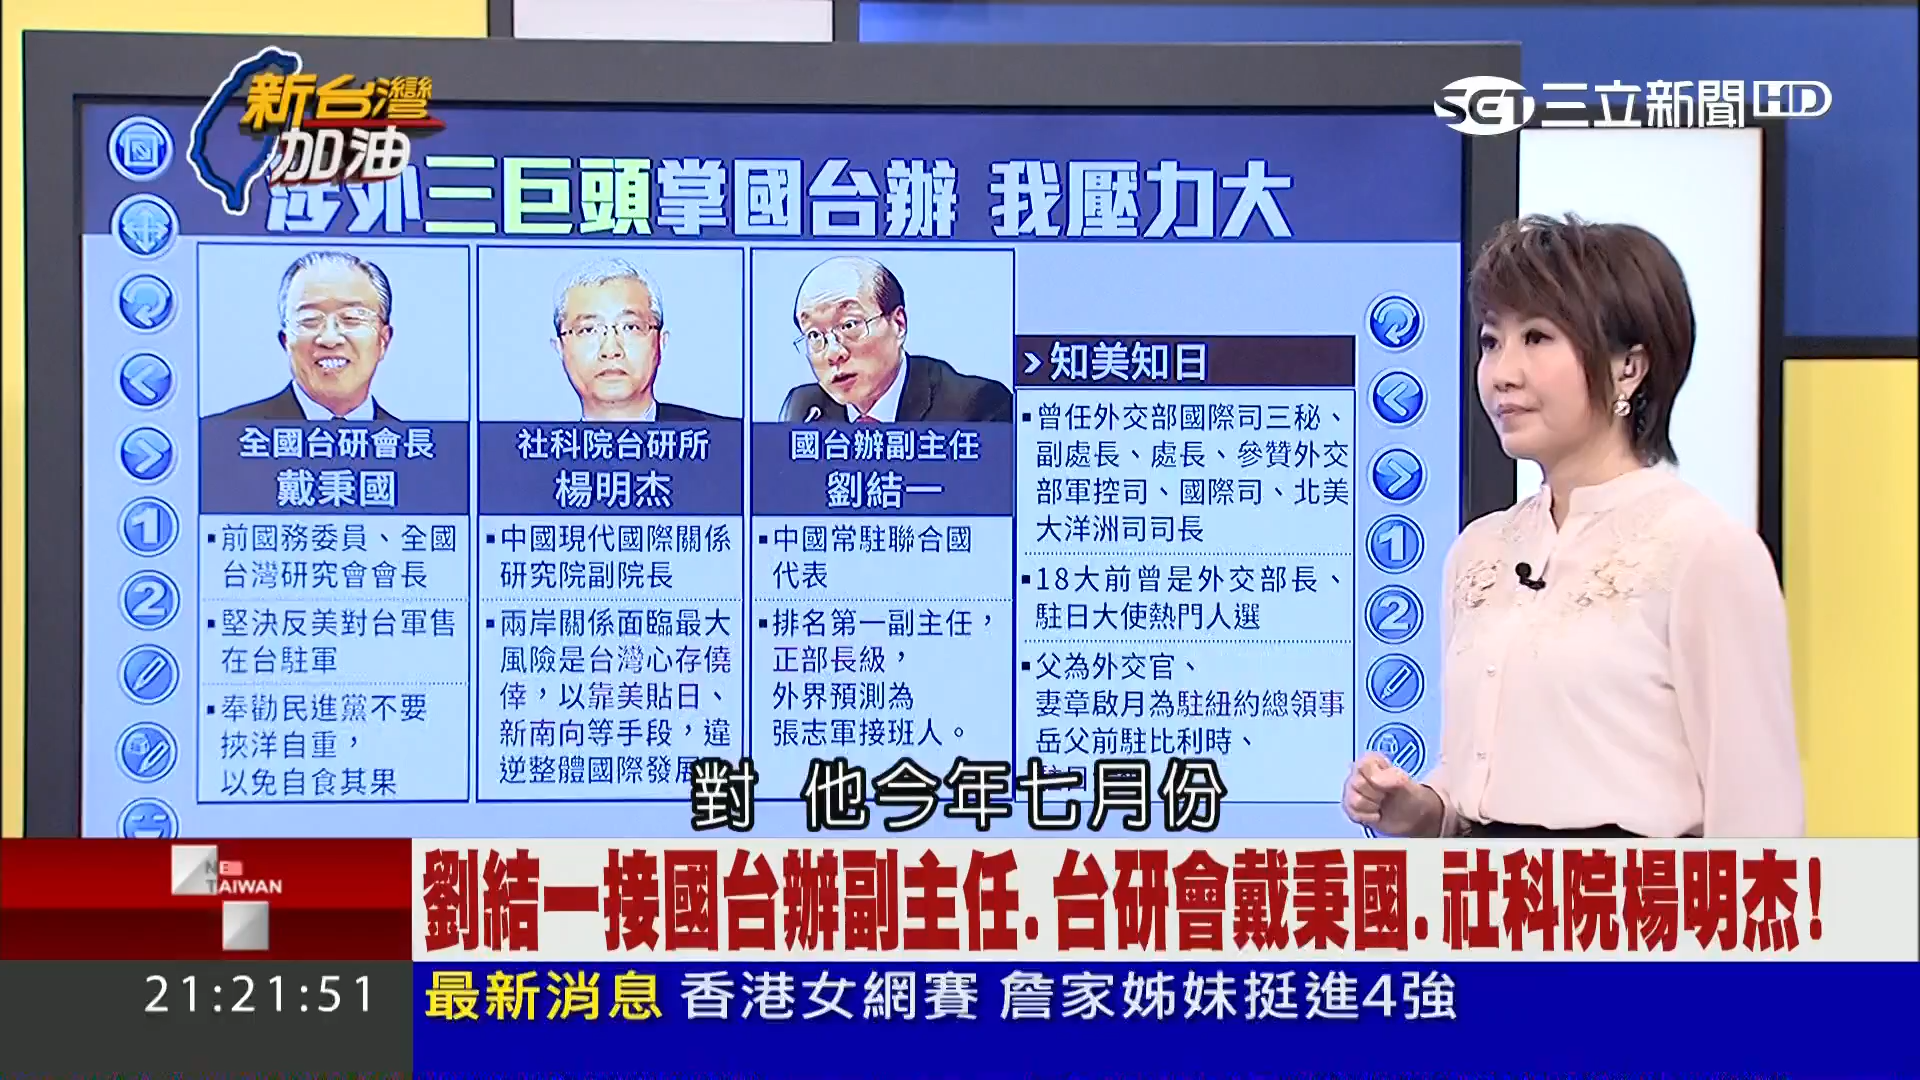 新台灣
加油
SET三立新聞HD
涉外三巨頭掌國台辦 我壓力大
全國台研會長
戴秉國
▪前國務委員、全國
台灣研究會會長
▪堅決反美對台軍售
在台駐軍
▪奉勸民進黨不要
挾洋自重，
以免自食其果
社科院台研所
楊明杰
▪中國現代國際關係
研究院副院長
▪兩岸關係面臨最大
風險是台灣心存僥
倖，以靠美貼日、
新南向等手段，違
逆整體國際發展
國台辦副主任
劉結一
▪中國常駐聯合國
代表
▪排名第一副主任，
正部長級，
外界預測為
張志軍接班人。
›知美知日
▪曾任外交部國際司三秘、
副處長、處長、參贊外交
部軍控司、國際司、北美
大洋洲司司長
▪18大前曾是外交部長、
駐日大使熱門人選
▪父為外交官、
妻章啟月為駐紐約總領事
岳父前駐比利時、
1
2
1
2
對 他今年七月份
TAIWAN
劉結一接國台辦副主任.台研會戴秉國.社科院楊明杰!
21:21:51
最新消息 香港女網賽 詹家姊妹挺進4強